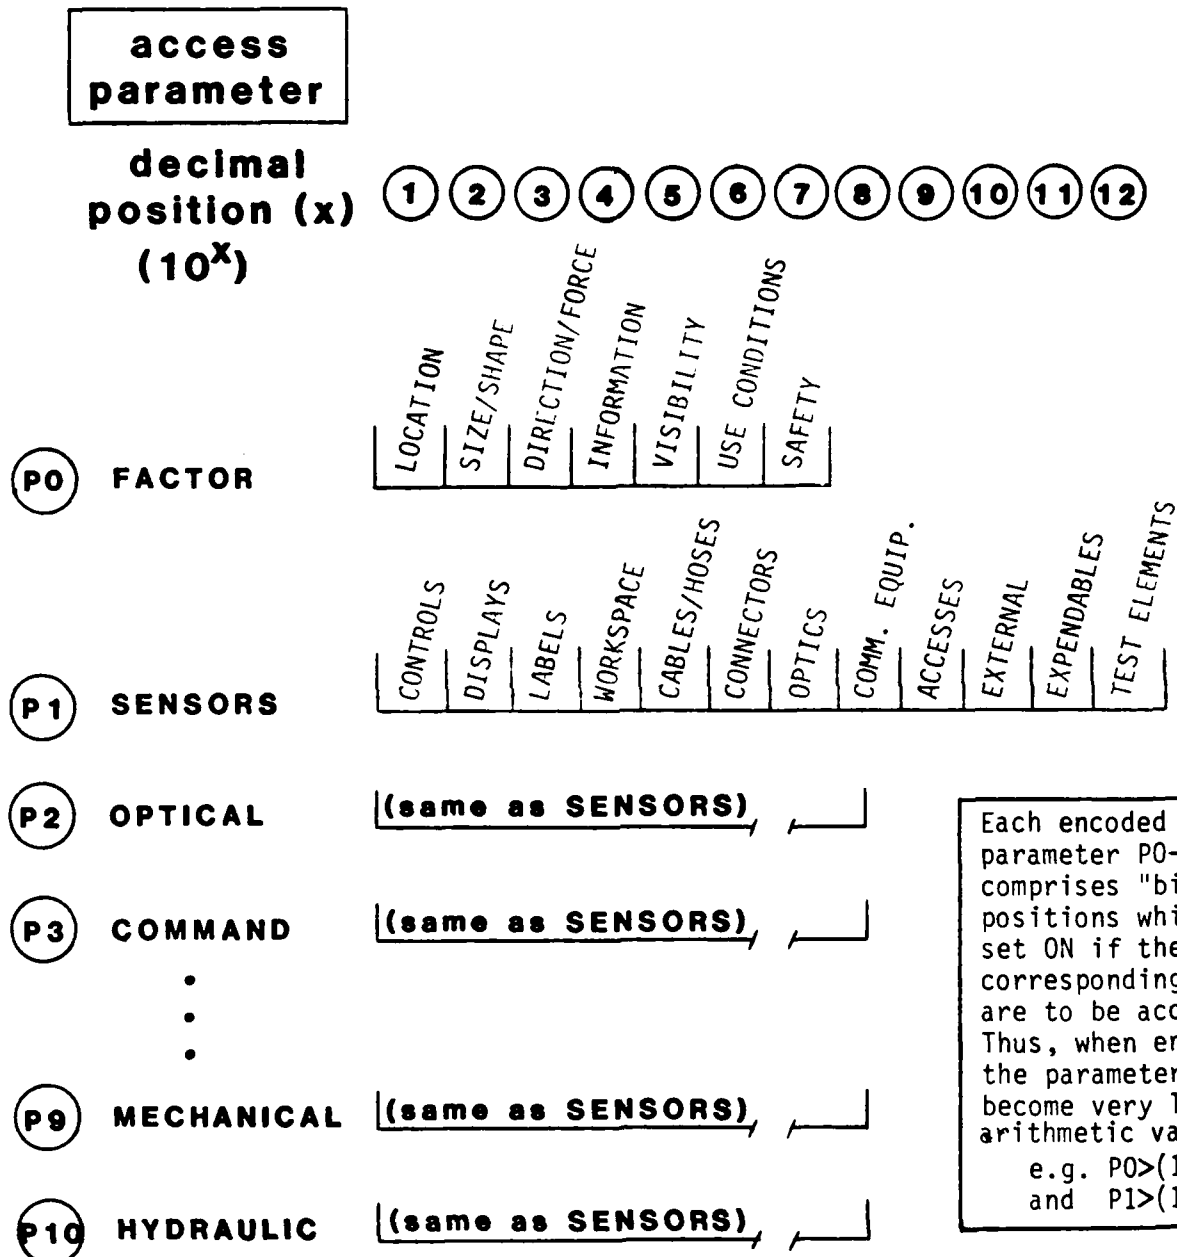 access
parameter
decimal
position (x)
(10^x)
1 2 3 4 5 6 7 8 9 10 11 12
LOCATION
SIZE/SHAPE
DIRECTION/FORCE
INFORMATION
VISIBILITY
USE CONDITIONS
SAFETY
P0 FACTOR
CONTROLS
DISPLAYS
LABELS
WORKSPACE
CABLES/HOSES
CONNECTORS
OPTICS
COMM. EQUIP.
ACCESSES
EXTERNAL
EXPENDABLES
TEST ELEMENTS
P1 SENSORS
P2 OPTICAL (same as SENSORS)
P3 COMMAND (same as SENSORS)
P9 MECHANICAL (same as SENSORS)
P10 HYDRAULIC (same as SENSORS)
Each encoded
parameter P0-
comprises "bi
positions whi
set ON if the
corresponding
are to be acc
Thus, when en
the parameter
become very l
arithmetic va
e.g. P0>(1
and P1>(1